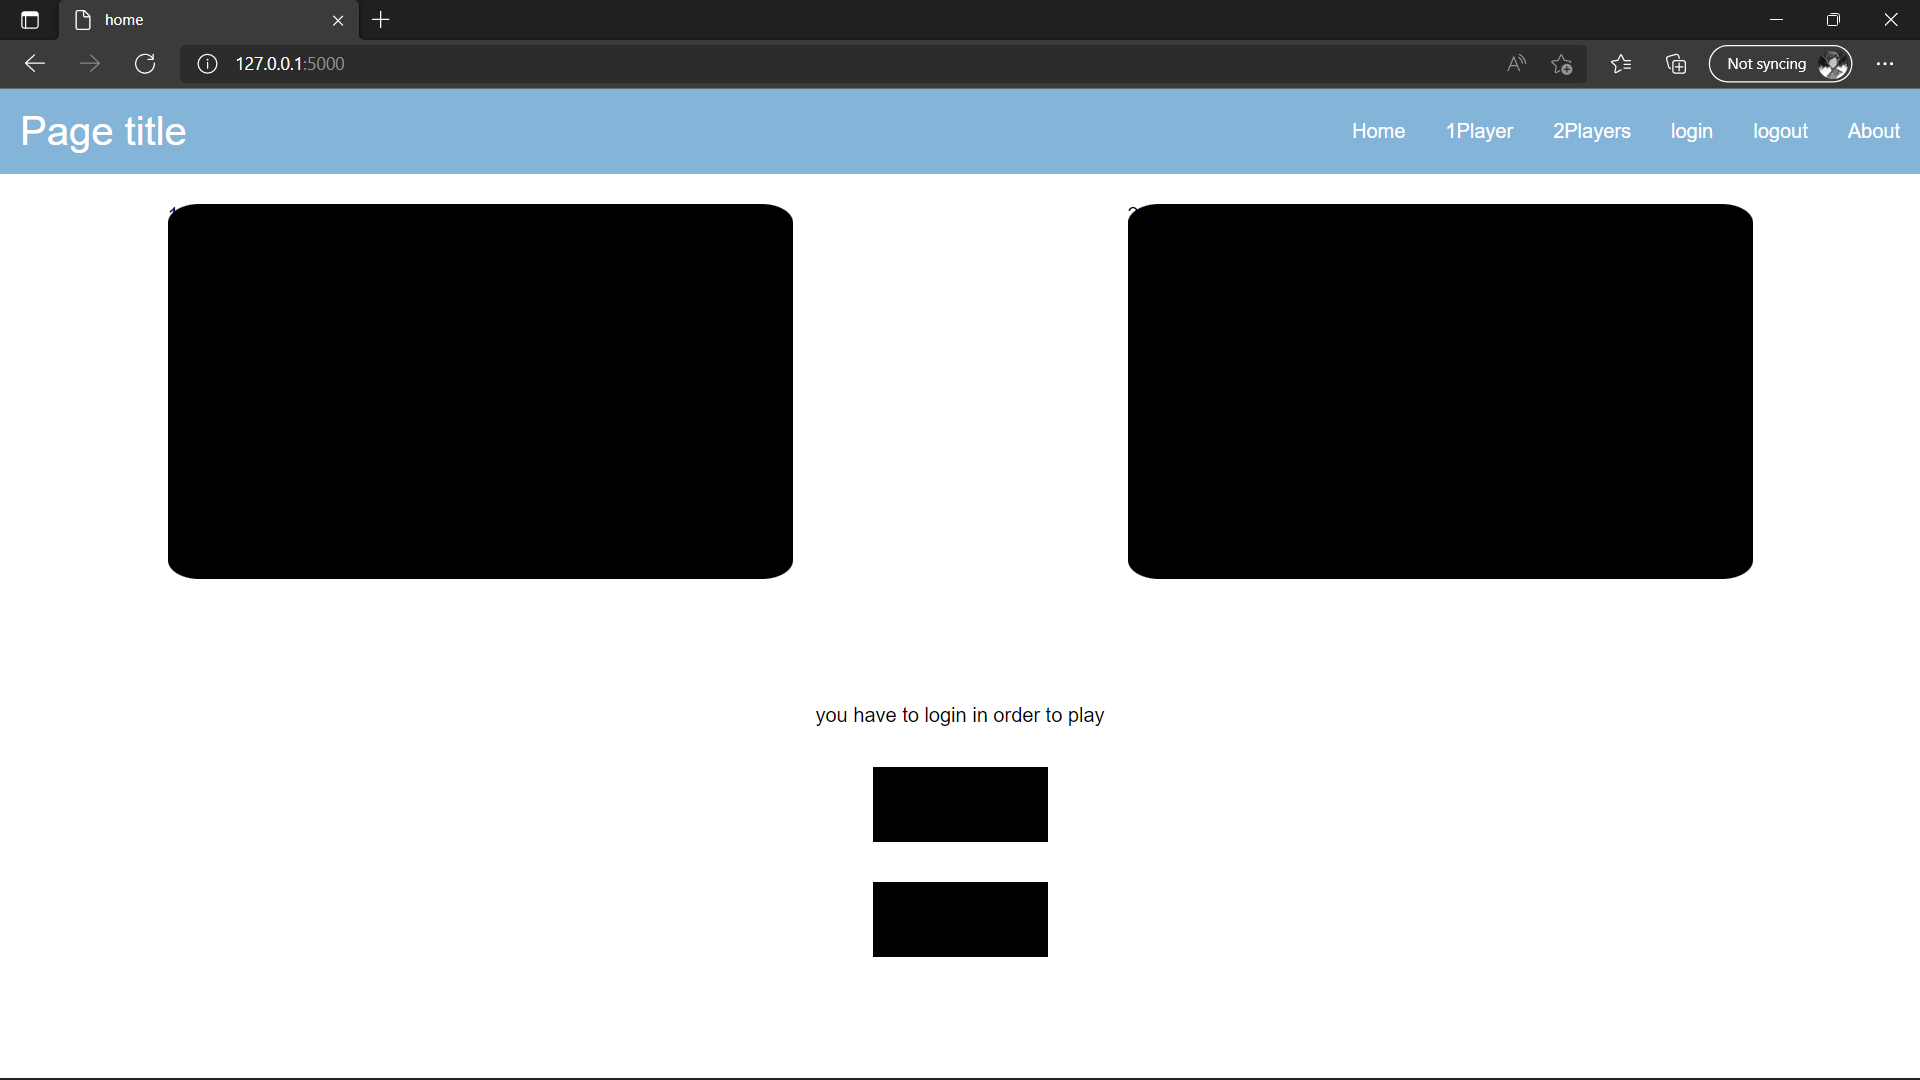 home
127.0.0.1:5000
Not syncing
Page title
Home 1Player 2Players login logout About
you have to login in order to play